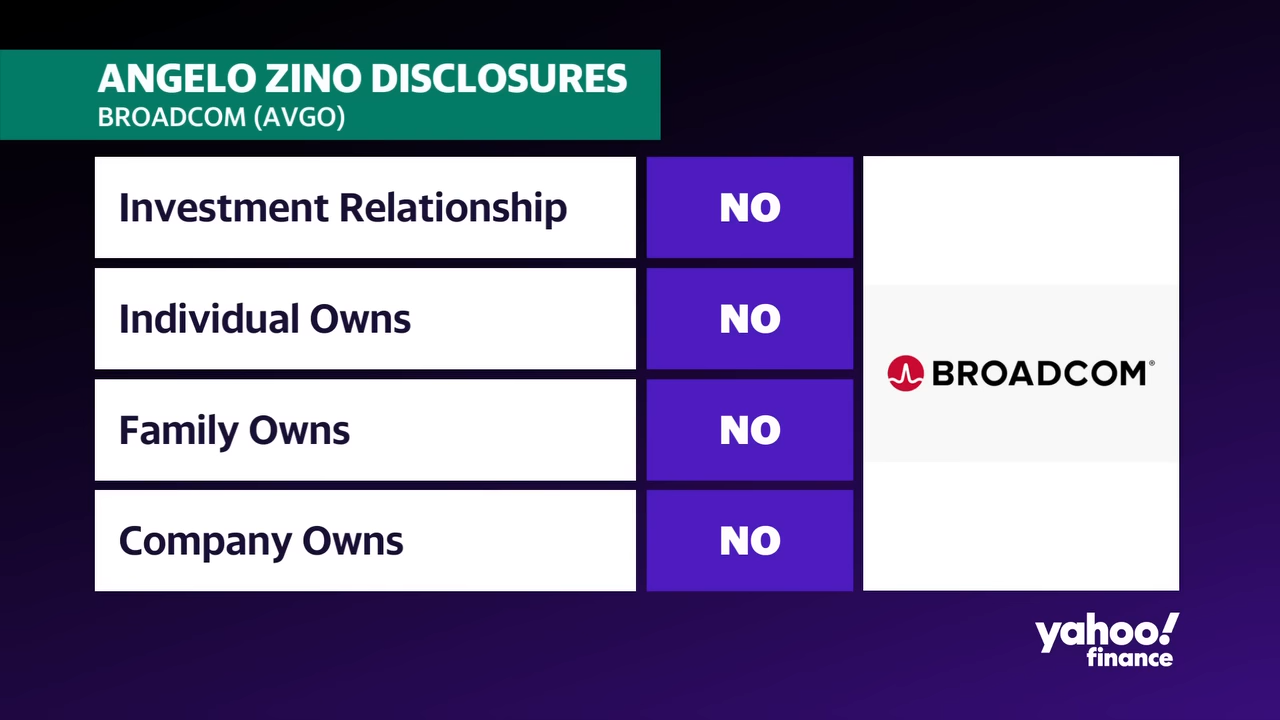 ANGELO ZINO DISCLOSURES
BROADCOM (AVGO)
Investment Relationship NO
Individual Owns NO
Family Owns NO
Company Owns NO
BROADCOM®
yahoo!
finance